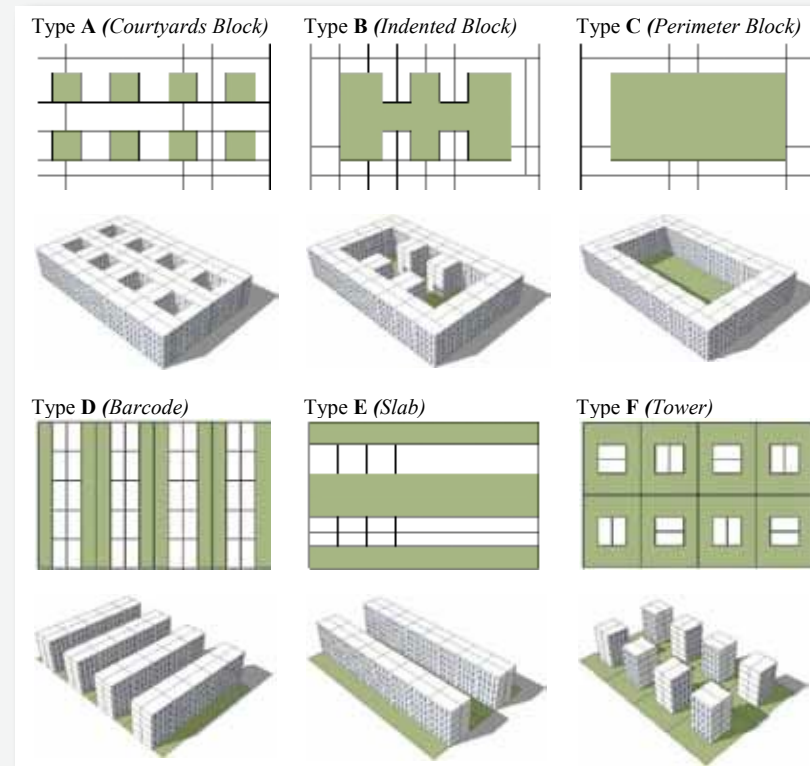 Type A (Courtyards Block)
Type B (Indented Block)
Type C (Perimeter Block)
Type D (Barcode)
Type E (Slab)
Type F (Tower)